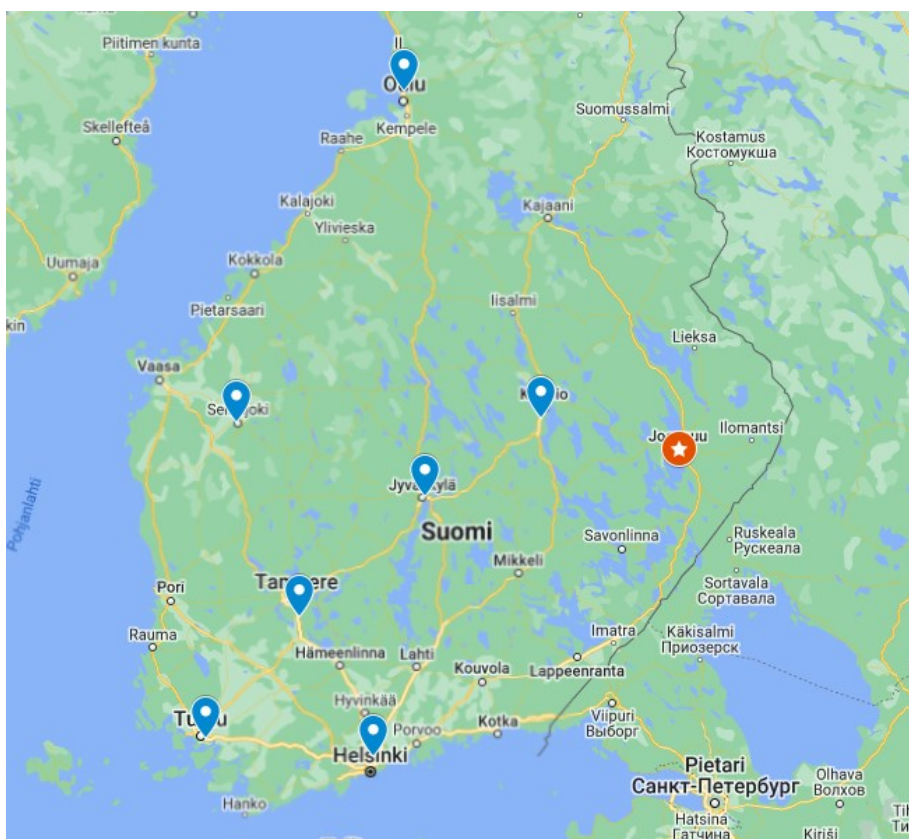 Piitimen kunta
II
Oulu
Kempele
Suomussalmi
Skellefteå
Raahe
Kostamus
Костомукша
Kalajoki
Kajaani
Ylivieska
Uumaja
Kokkola
Pietarsaari
Iisalmi
kin
Lieksa
Vaasa
Kuopio
Seinäjoki
Joensuu
Ilomantsi
Jyväskylä
Pohjanlahti
Suomi
Savonlinna
Ruskeala
Рускеала
Mikkeli
Tampere
Pori
Sortavala
Сортавала
Rauma
Imatra
Käkisalmi
Приозерск
Hämeenlinna
Lahti
Kouvola
Lappeenranta
Hyvinkää
Turku
Porvoo
Kotka
Viipuri
Выборг
Helsinki
Pietari
Санкт-Петербург
Olhava
Волхов
Hanko
Hatsina
Гатчина
Kiriši
Tih